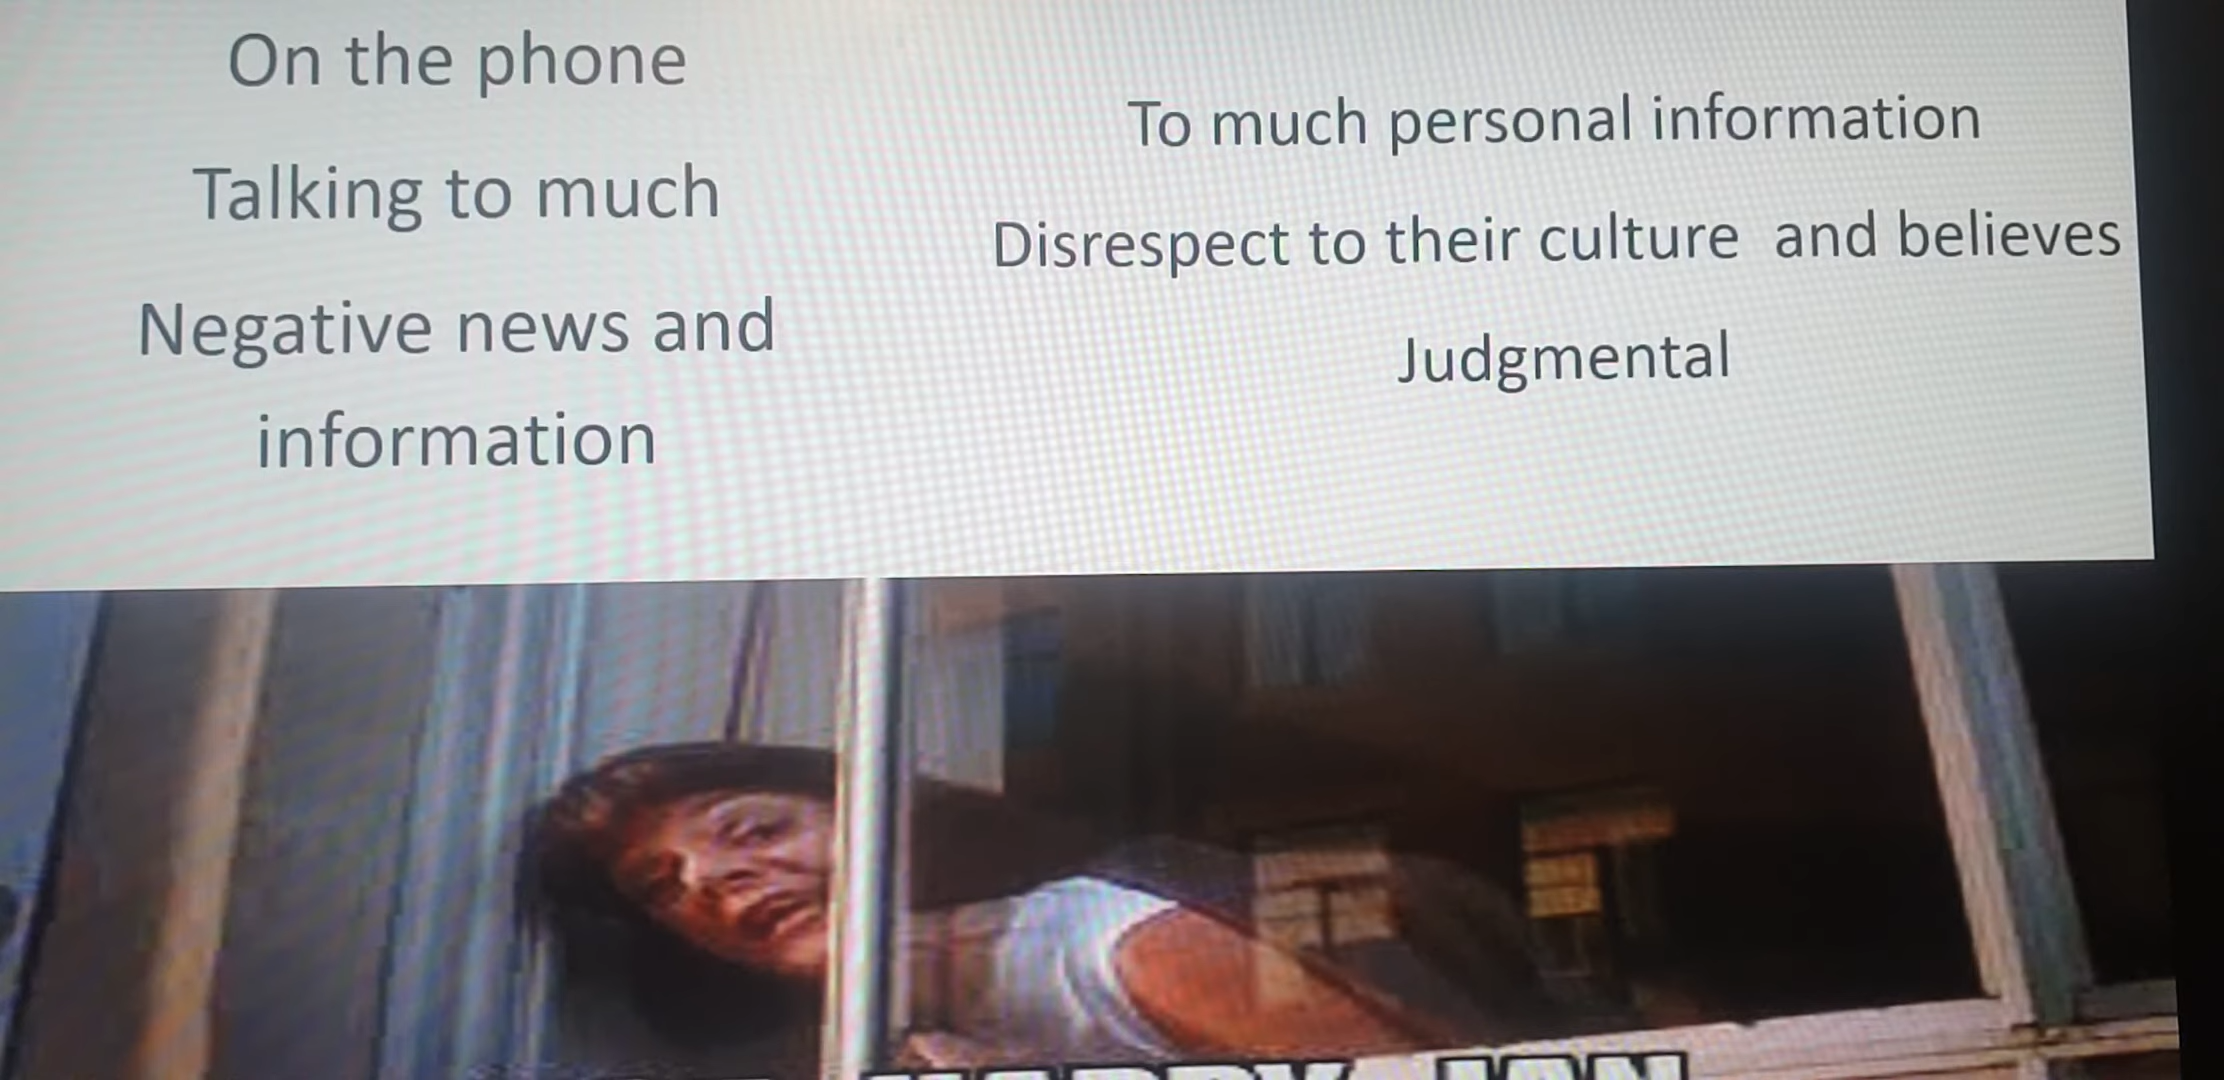 On the phone
Talking to much
Negative news and
information
To much personal information
Disrespect to their culture and believes
Judgmental